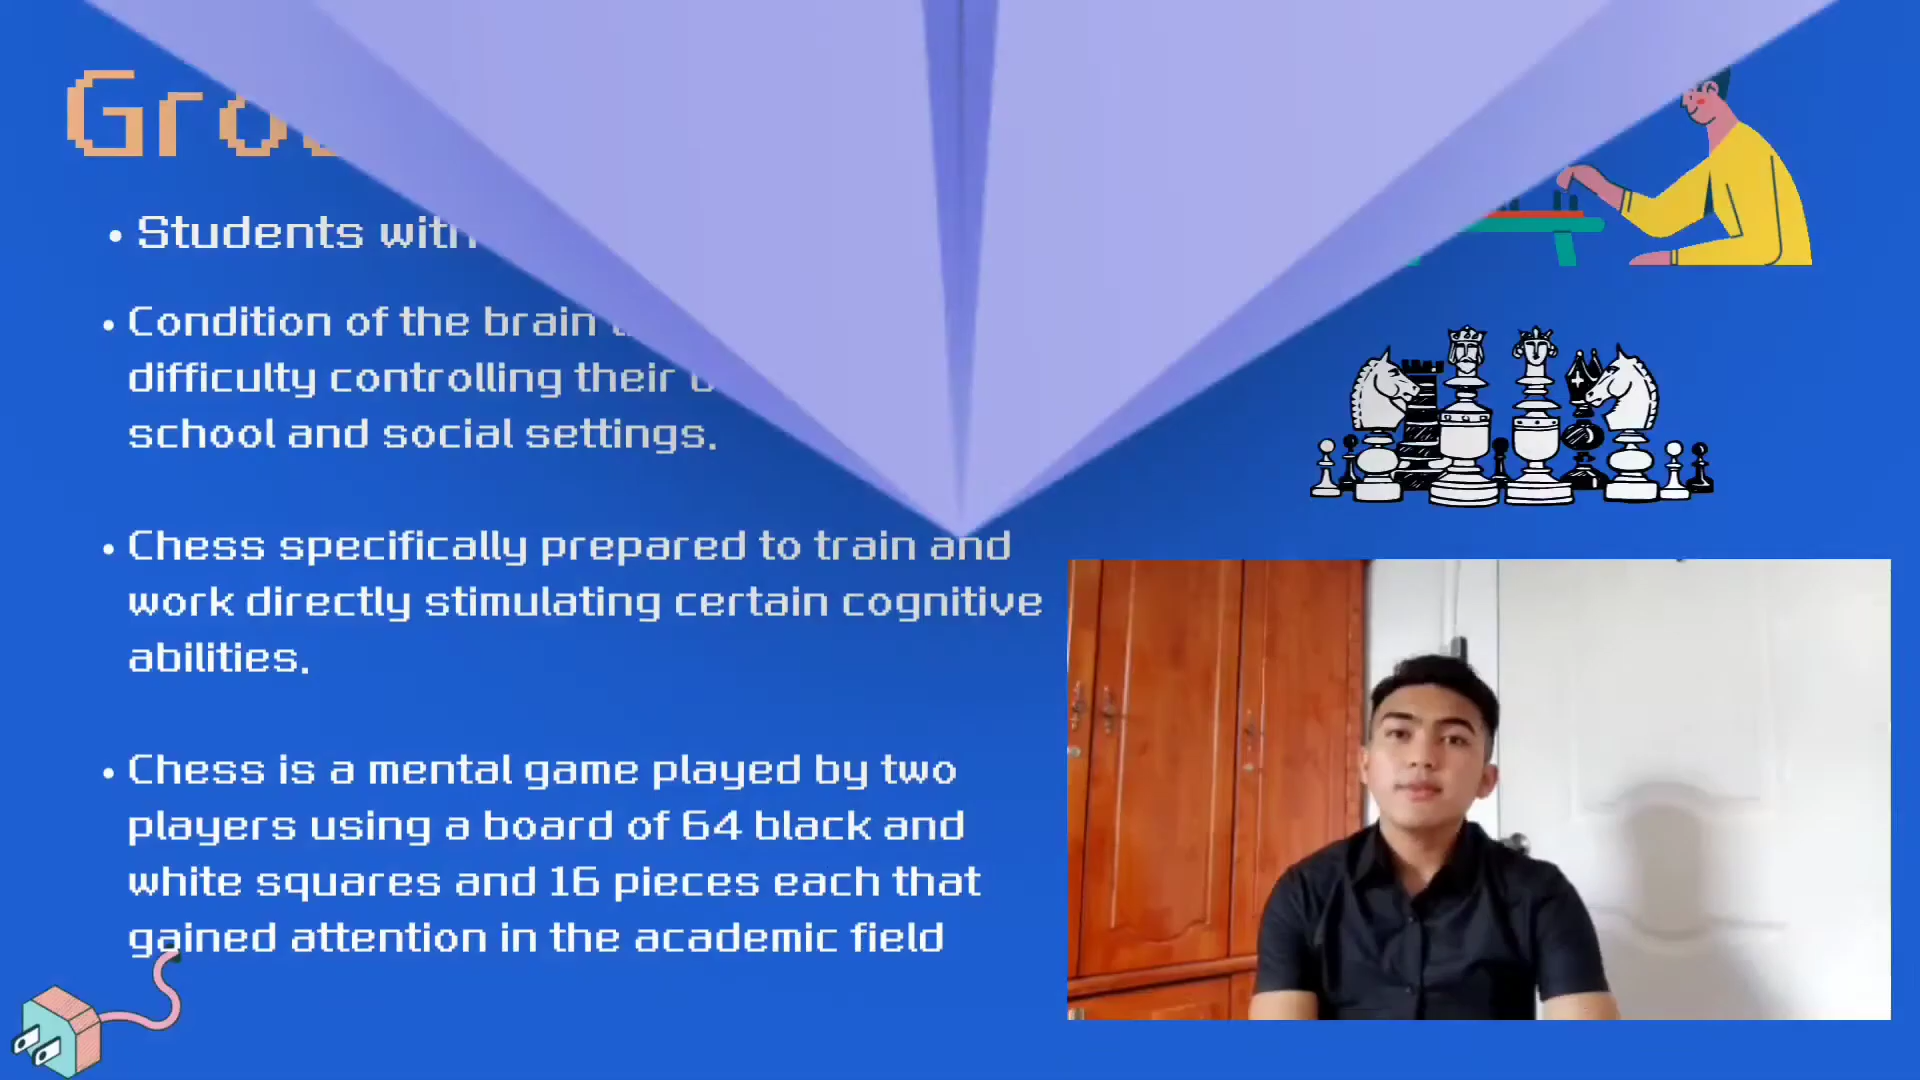 Gro
• Students with
• Condition of the brain
difficulty controlling their
school and social settings.
• Chess specifically prepared to train and
work directly stimulating certain cognitive
abilities.
• Chess is a mental game played by two
players using a board of 64 black and
white squares and 16 pieces each that
gained attention in the academic field